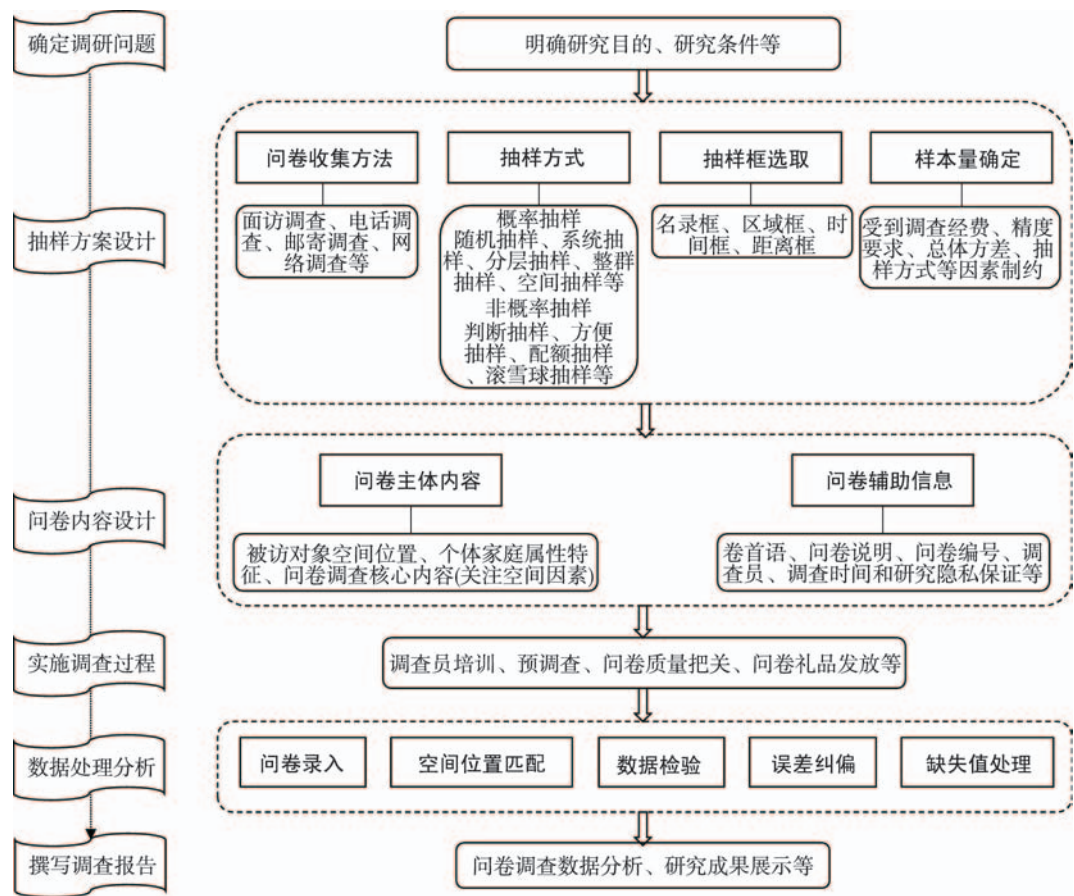 确定调研问题
明确研究目的、研究条件等
抽样方案设计
问卷收集方法
面访调查、电话调
查、邮寄调查、网
络调查等
抽样方式
概率抽样
随机抽样、系统抽
样、分层抽样、整群
抽样、空间抽样等
非概率抽样
判断抽样、方便
抽样、配额抽样
、滚雪球抽样等
抽样框选取
名录框、区域框、时
间框、距离框
样本量确定
受到调查经费、精度
要求、总体方差、抽
样方式等因素制约
问卷内容设计
问卷主体内容
被访对象空间位置、个体家庭属性特
征、问卷调查核心内容(关注空间因素)
问卷辅助信息
卷首语、问卷说明、问卷编号、调
查员、调查时间和研究隐私保证等
实施调查过程
调查员培训、预调查、问卷质量把关、问卷礼品发放等
数据处理分析
问卷录入
空间位置匹配
数据检验
误差纠偏
缺失值处理
撰写调查报告
问卷调查数据分析、研究成果展示等